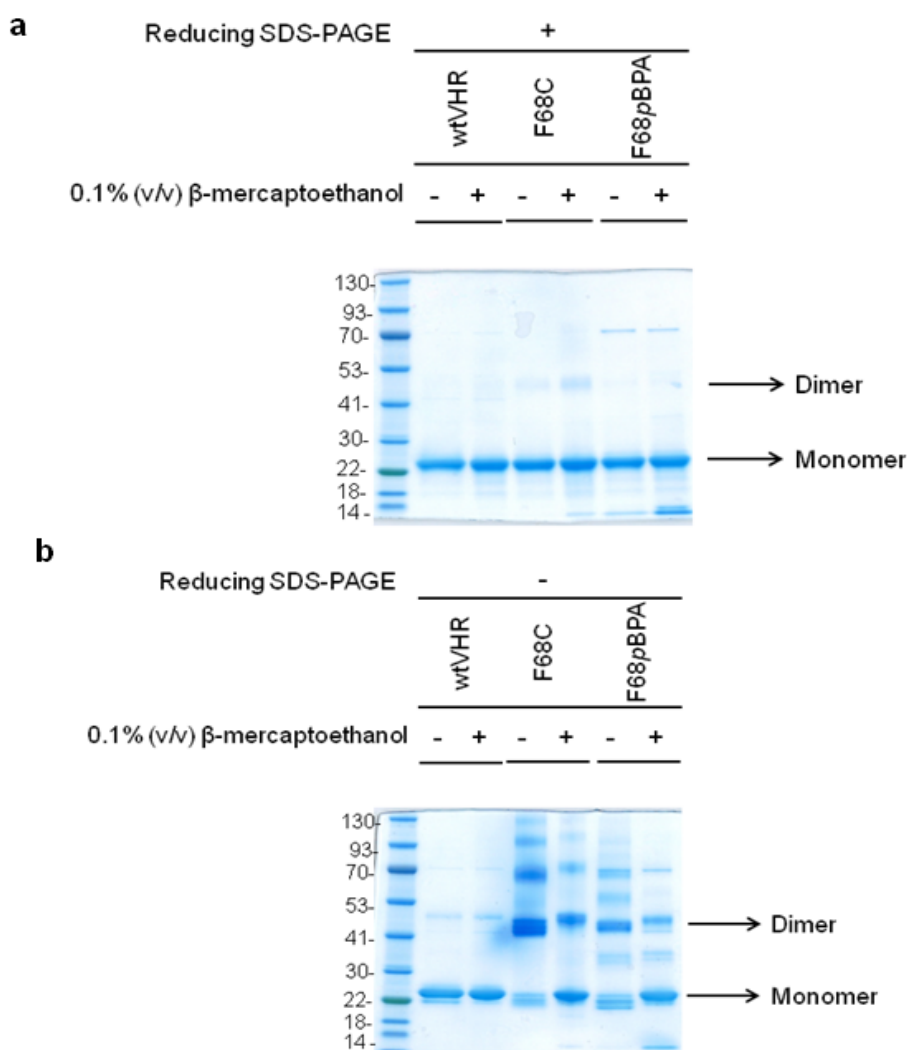 a
Reducing SDS-PAGE +
wtVHR F68C F68pBPA
0.1% (v/v) β-mercaptoethanol - + - + - +
130-
93-
70-
53-
41-
30-
22-
18-
14 -
Dimer
Monomer
b
Reducing SDS-PAGE -
wtVHR F68C F68pBPA
0.1% (v/v) β-mercaptoethanol - + - + - +
130-
93-
70-
53-
41-
30-
22-
18-
14 -
Dimer
Monomer